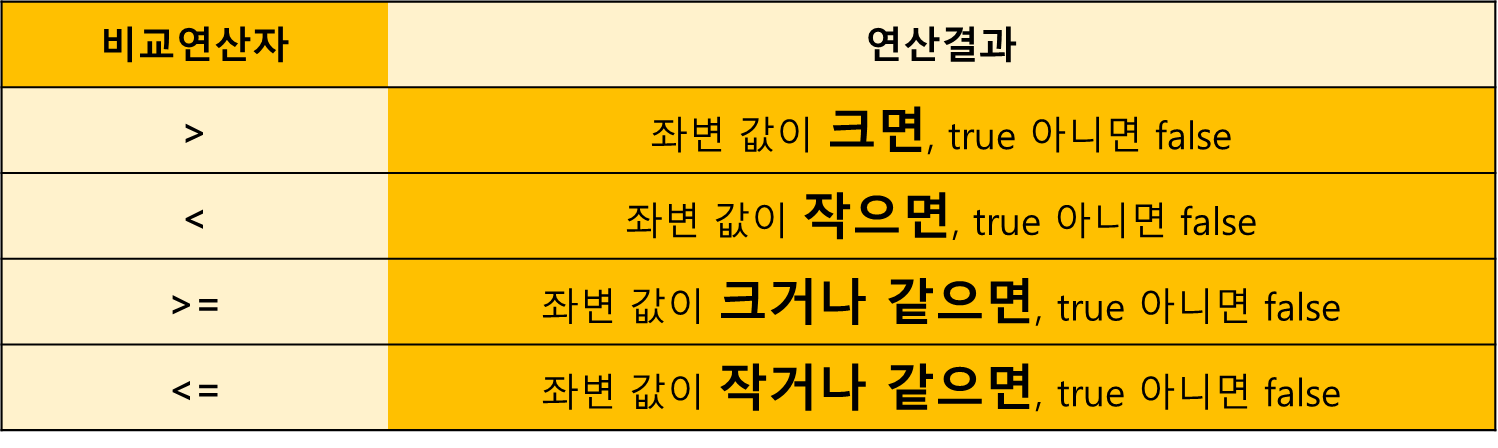 비교연산자 연산결과
> 좌변 값이 크면, true 아니면 false
< 좌변 값이 작으면, true 아니면 false
>= 좌변 값이 크거나 같으면, true 아니면 false
<= 좌변 값이 작거나 같으면, true 아니면 false